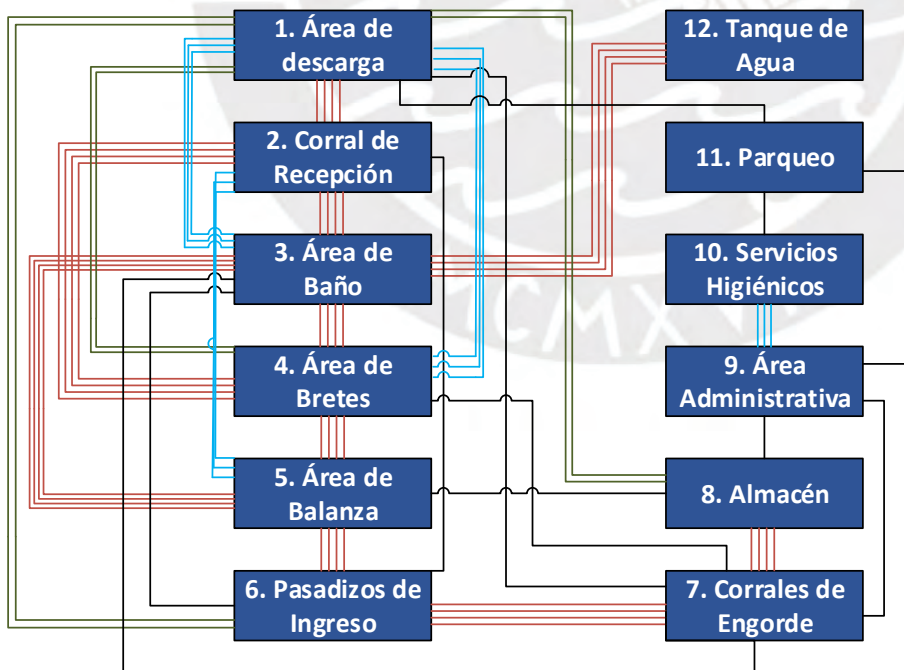 1. Área de
descarga
12. Tanque de
Agua
2. Corral de
Recepción
11. Parqueo
3. Área de
Baño
10. Servicios
Higiénicos
4. Área de
Bretes
9. Área
Administrativa
5. Área de
Balanza
8. Almacén
6. Pasadizos de
Ingreso
7. Corrales de
Engorde
MCMXVII